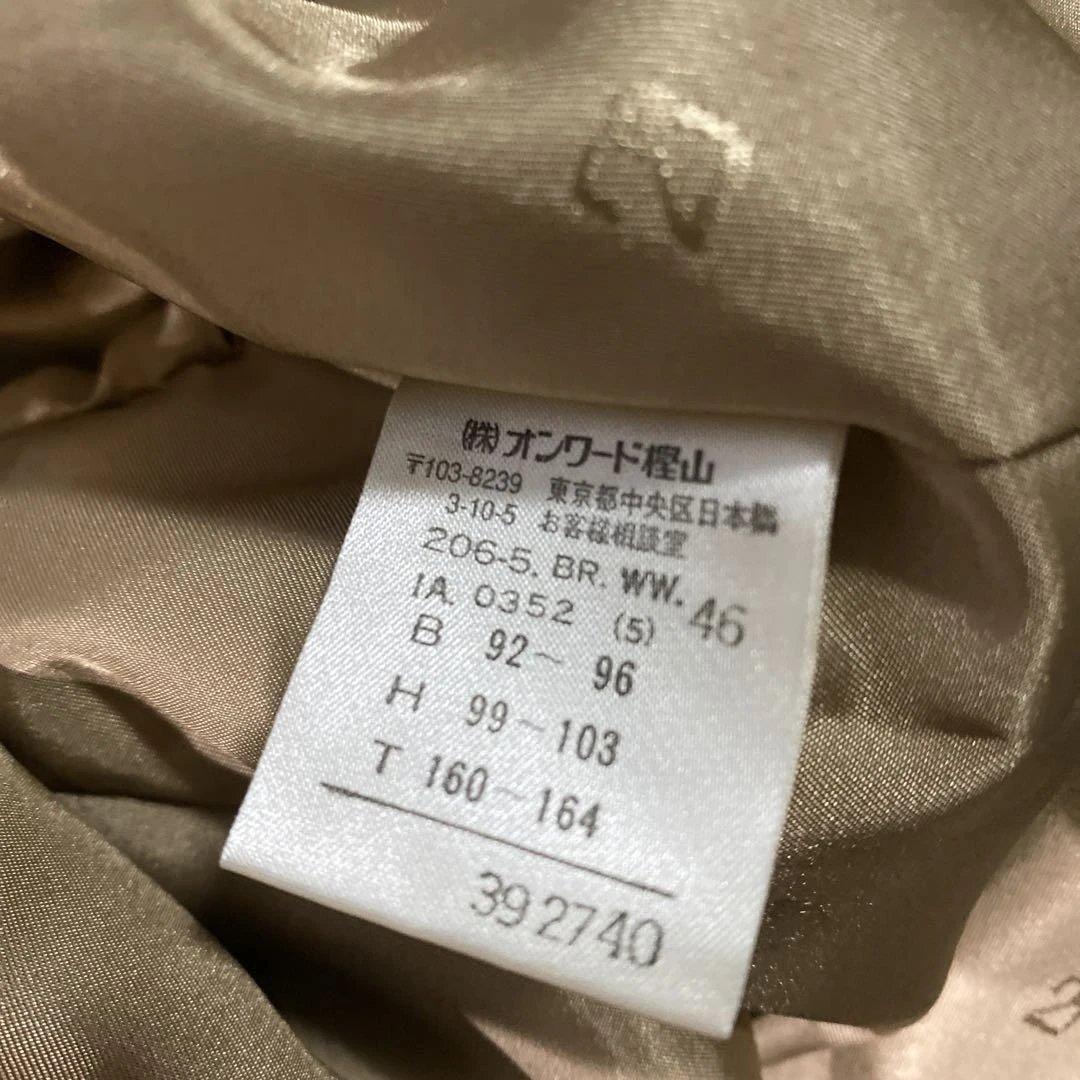 ㈱オンワード樫山
〒103-8239 東京都中央区日本橋
3-10-5 お客様相談室
206-5. BR. WW. 46
IA 0352 (5)
B 92～96
H 99～103
T 160～164
392740